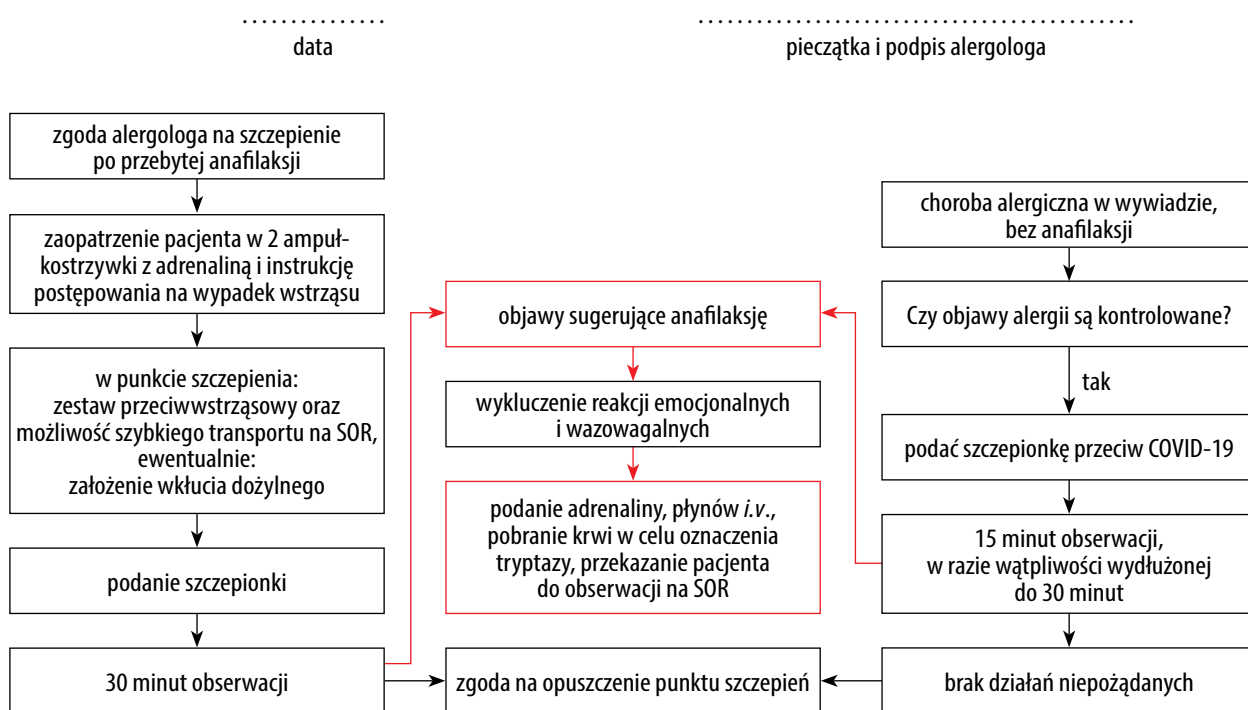 ....................
data
..................................................
pieczątka i podpis alergologa
zgoda alergologa na szczepienie
po przebytej anafilaksji
zaopatrzenie pacjenta w 2 ampuł-
kostrzywki z adrenaliną i instrukcję
postępowania na wypadek wstrząsu
w punkcie szczepienia:
zestaw przeciwwstrząsowy oraz
możliwość szybkiego transportu na SOR,
ewentualnie:
założenie wkłucia dożylnego
podanie szczepionki
30 minut obserwacji
objawy sugerujące anafilaksję
wykluczenie reakcji emocjonalnych
i wazowagalnych
podanie adrenaliny, płynów i.v.,
pobranie krwi w celu oznaczenia
tryptazy, przekazanie pacjenta
do obserwacji na SOR
zgoda na opuszczenie punktu szczepień
choroba alergiczna w wywiadzie,
bez anafilaksji
Czy objawy alergii są kontrolowane?
tak
podać szczepionkę przeciw COVID-19
15 minut obserwacji,
w razie wątpliwości wydłużonej
do 30 minut
brak działań niepożądanych